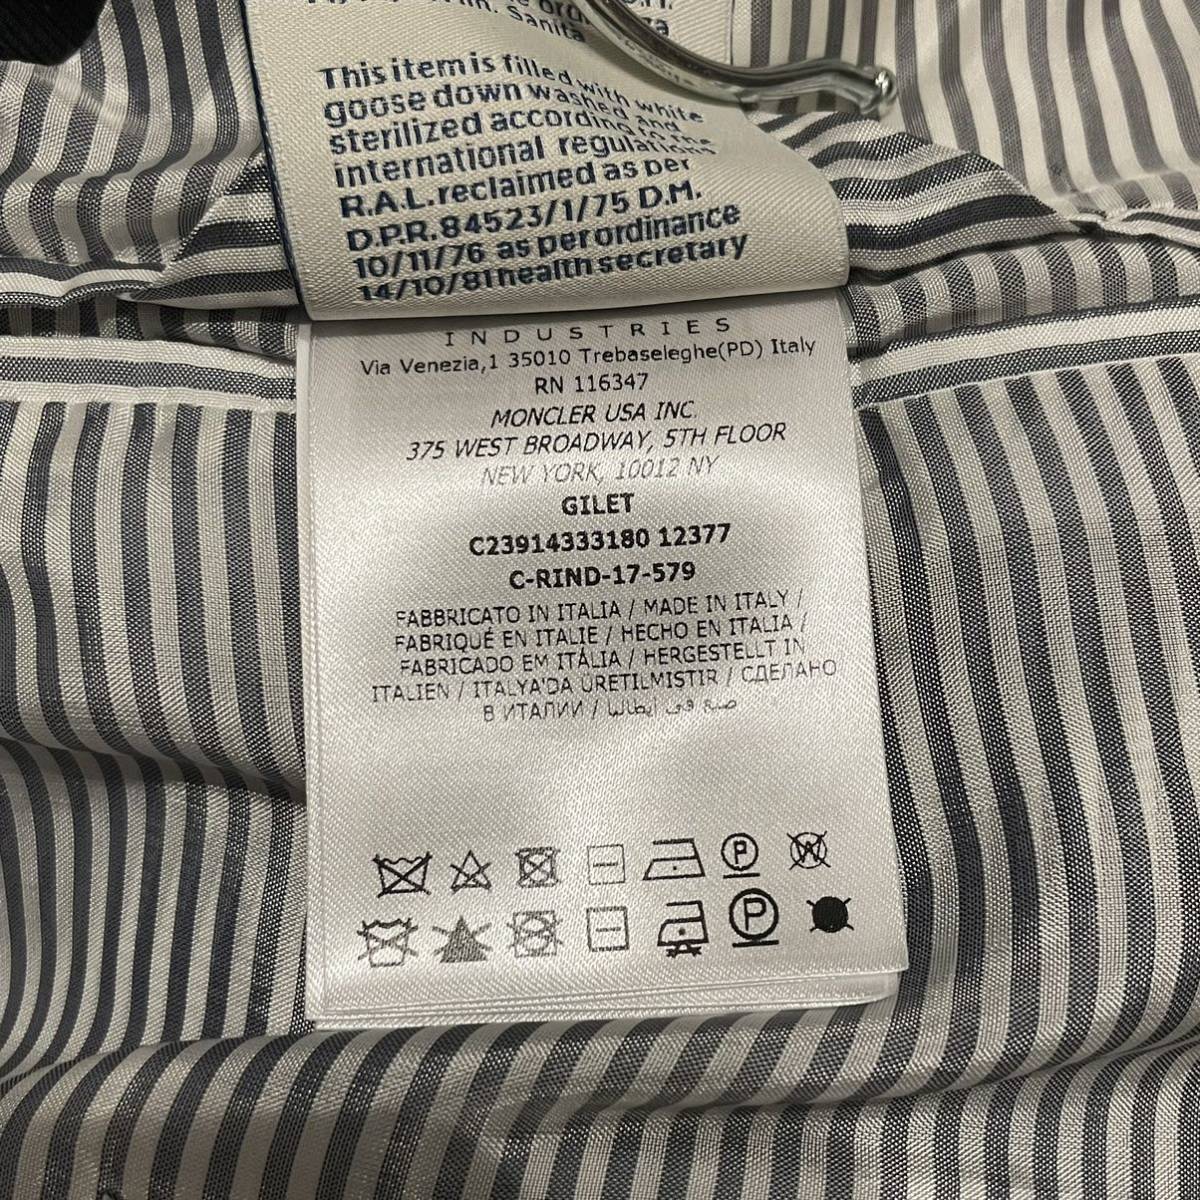 Sanita
This item is filled with white
goose down washed and
sterilized according to the
international regulations
R.A.L. reclaimed as per
D.P.R. 84523/1/75 D.M.
10/11/76 as per ordinance
14/10/81 health secretary
INDUSTRIES
Via Venezia,1 35010 Trebaseleghe(PD) Italy
RN 116347
MONCLER USA INC.
375 WEST BROADWAY, 5TH FLOOR
NEW YORK, 10012 NY
GILET
C23914333180 12377
C-RIND-17-579
FABBRICATO IN ITALIA / MADE IN ITALY /
FABRIQUÉ EN ITALIE / HECHO EN ITALIA /
FABRICADO EM ITÁLIA / HERGESTELLT IN
ITALIEN / ITALYA'DA ÜRETILMISTIR / СДЕЛАНО
В ИТАЛИИ / صنع في إيطاليا
P W
P